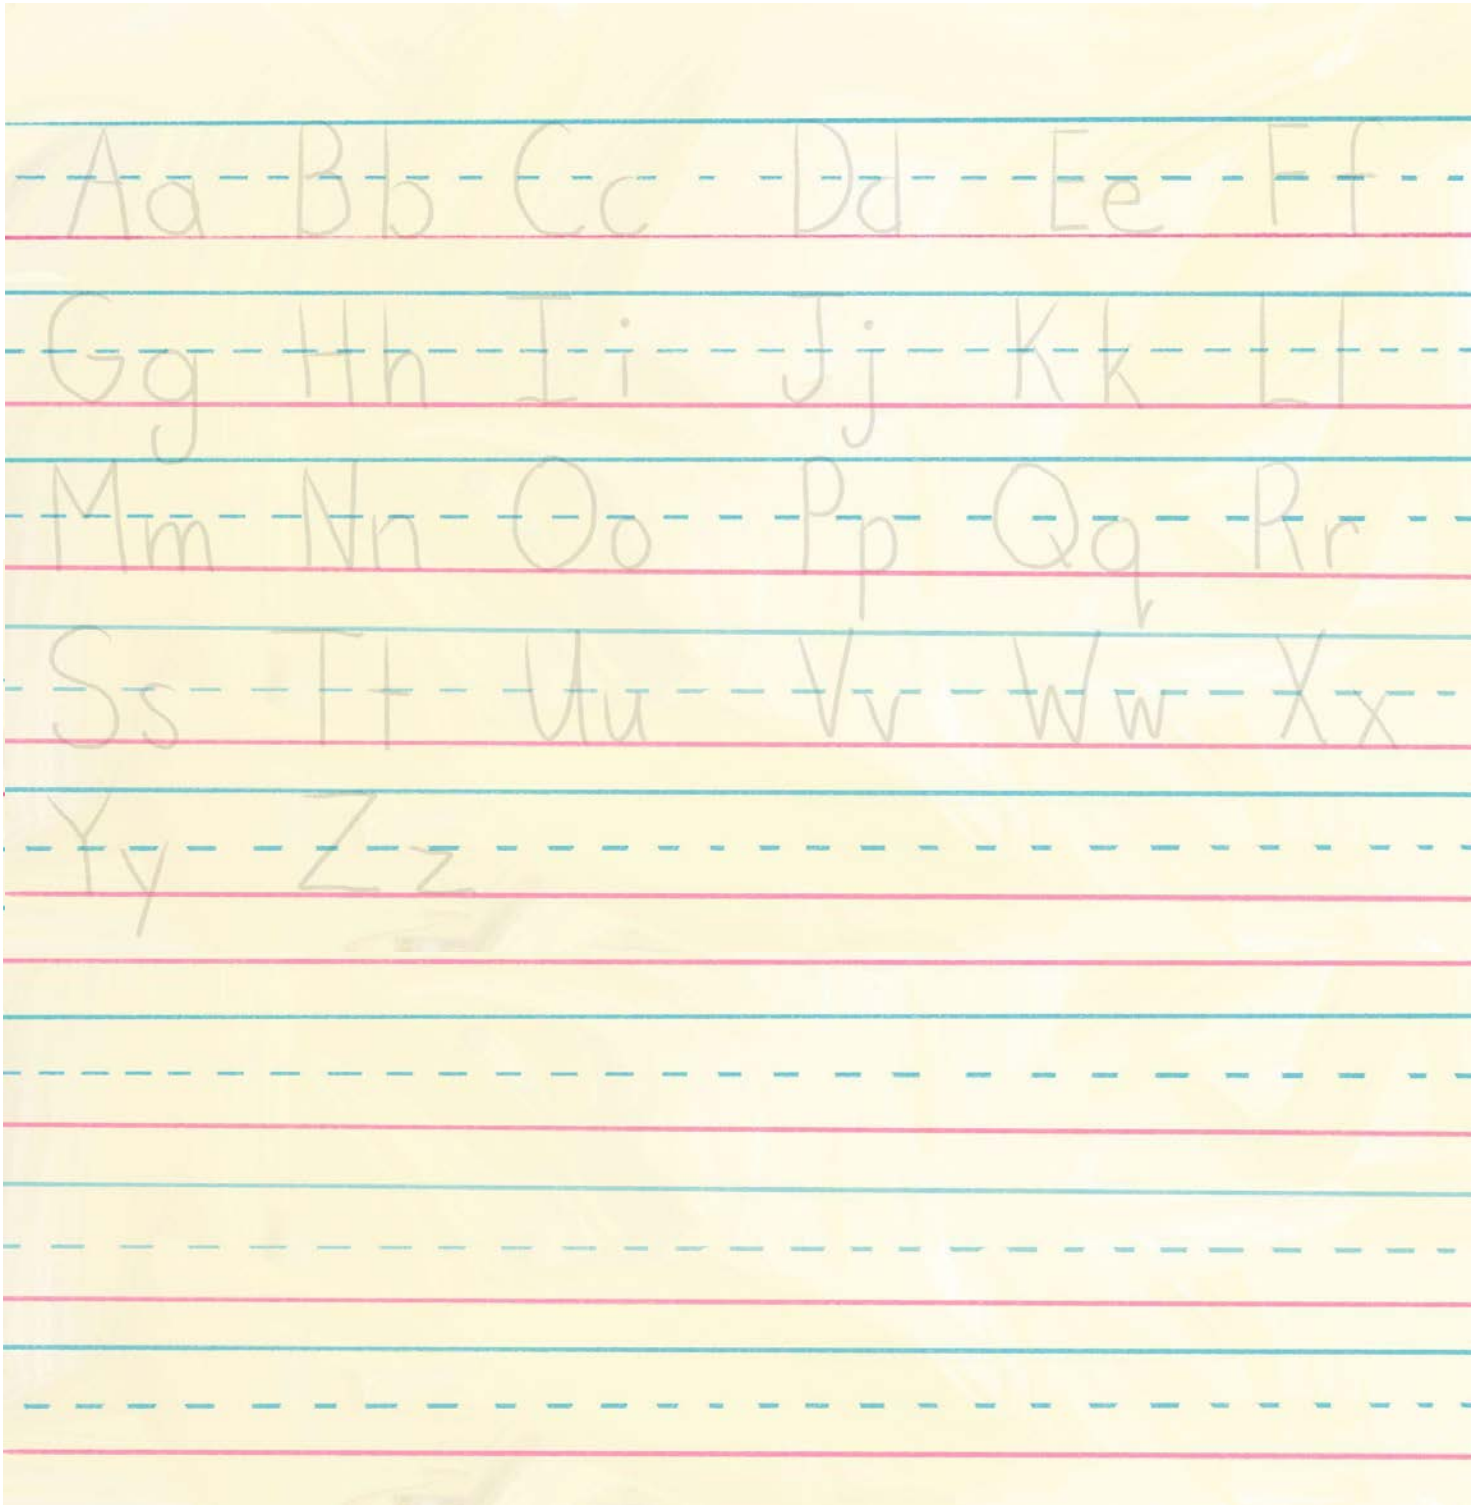 Aa Bb Cc Dd Ee Ff
Gg Hh Ii Jj Kk Ll
Mm Nn Oo Pp Qq Rr
Ss Tt Uu Vv Ww Xx
Yy Zz